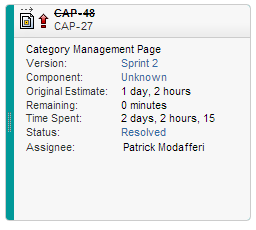 CAP-48
CAP-27
Category Management Page
Version: Sprint 2
Component: Unknown
Original Estimate: 1 day, 2 hours
Remaining: 0 minutes
Time Spent: 2 days, 2 hours, 15
Status: Resolved
Assignee: Patrick Modafferi